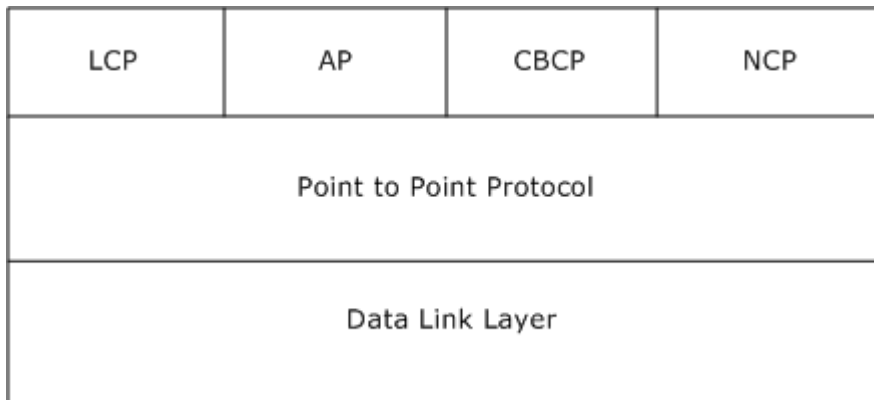 LCP AP CBCP NCP
Point to Point Protocol
Data Link Layer